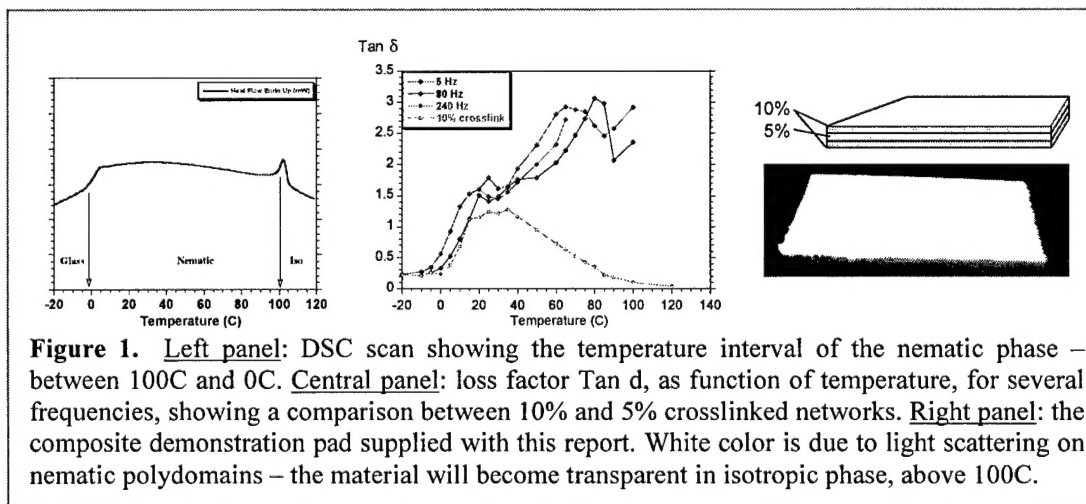 Tan δ
Heat Flow Endo Up (mW)
Glass
Nematic
Iso
-20 0 20 40 60 80 100 120
Temperature (C)
3.5
3
2.5
2
1.5
1
0.5
0
5 Hz
80 Hz
240 Hz
10% crosslink
-20 0 20 40 60 80 100 120 140
Temperature (C)
10%
5%
Figure 1. Left panel: DSC scan showing the temperature interval of the nematic phase –
between 100C and 0C. Central panel: loss factor Tan d, as function of temperature, for several
frequencies, showing a comparison between 10% and 5% crosslinked networks. Right panel: the
composite demonstration pad supplied with this report. White color is due to light scattering on
nematic polydomains – the material will become transparent in isotropic phase, above 100C.